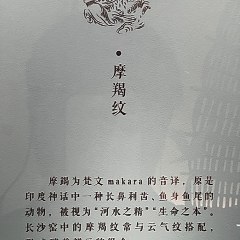 ·摩羯纹
摩羯为梵文makara的音译，原是
印度神话中一种长鼻利齿、鱼身鱼尾的
动物，被视为“河水之精”“生命之本”。
长沙窑中的摩羯纹常与云气纹搭配，